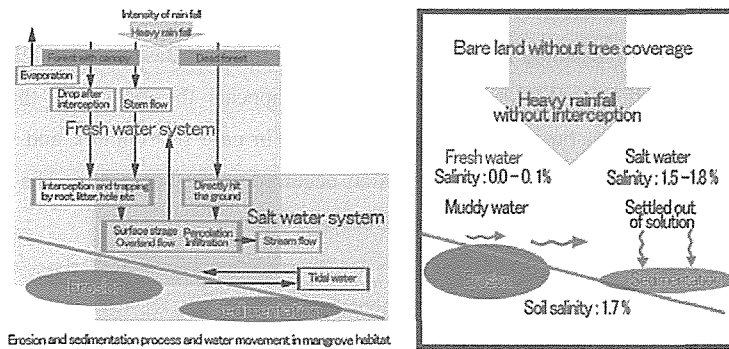 Intensity of rain fall
Heavy rain fall
Forest with canopy
Dead forest
Evaporation
Drop after
interception
Stem flow
Fresh water system
Interception and trapping
by root, litter, hole etc
Directly hit
the ground
Salt water system
Surface strage
Overland flow
Percolation
Infiltration
Stream flow
Tidal water
Erosion
Sedimentation
Erosion and sedimentation process and water movement in mangrove habitat
Bare land without tree coverage
Heavy rainfall
without interception
Fresh water
Salinity : 0.0 – 0. 1%
Salt water
Salinity : 1.5 –1.8 %
Muddy water
Settled out
of solution
Erosion
Sedimentation
Soil salinity : 1.7 %